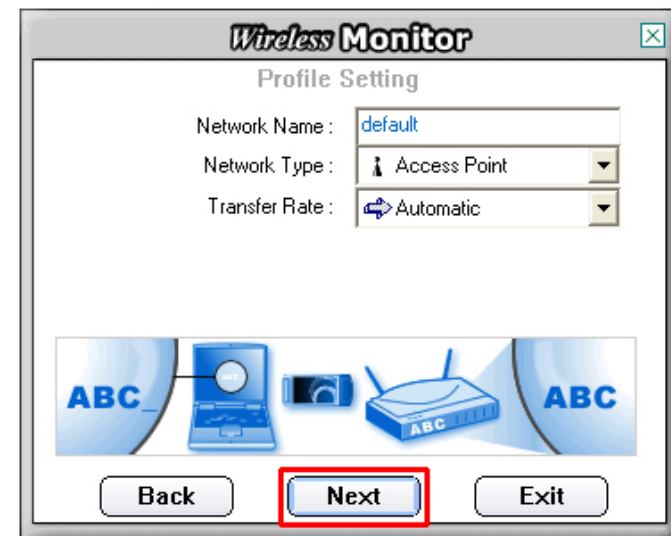 Wireless Monitor
Profile Setting
Network Name : default
Network Type : Access Point
Transfer Rate : Automatic
ABC_ ABC ABC ABC
Back Next Exit